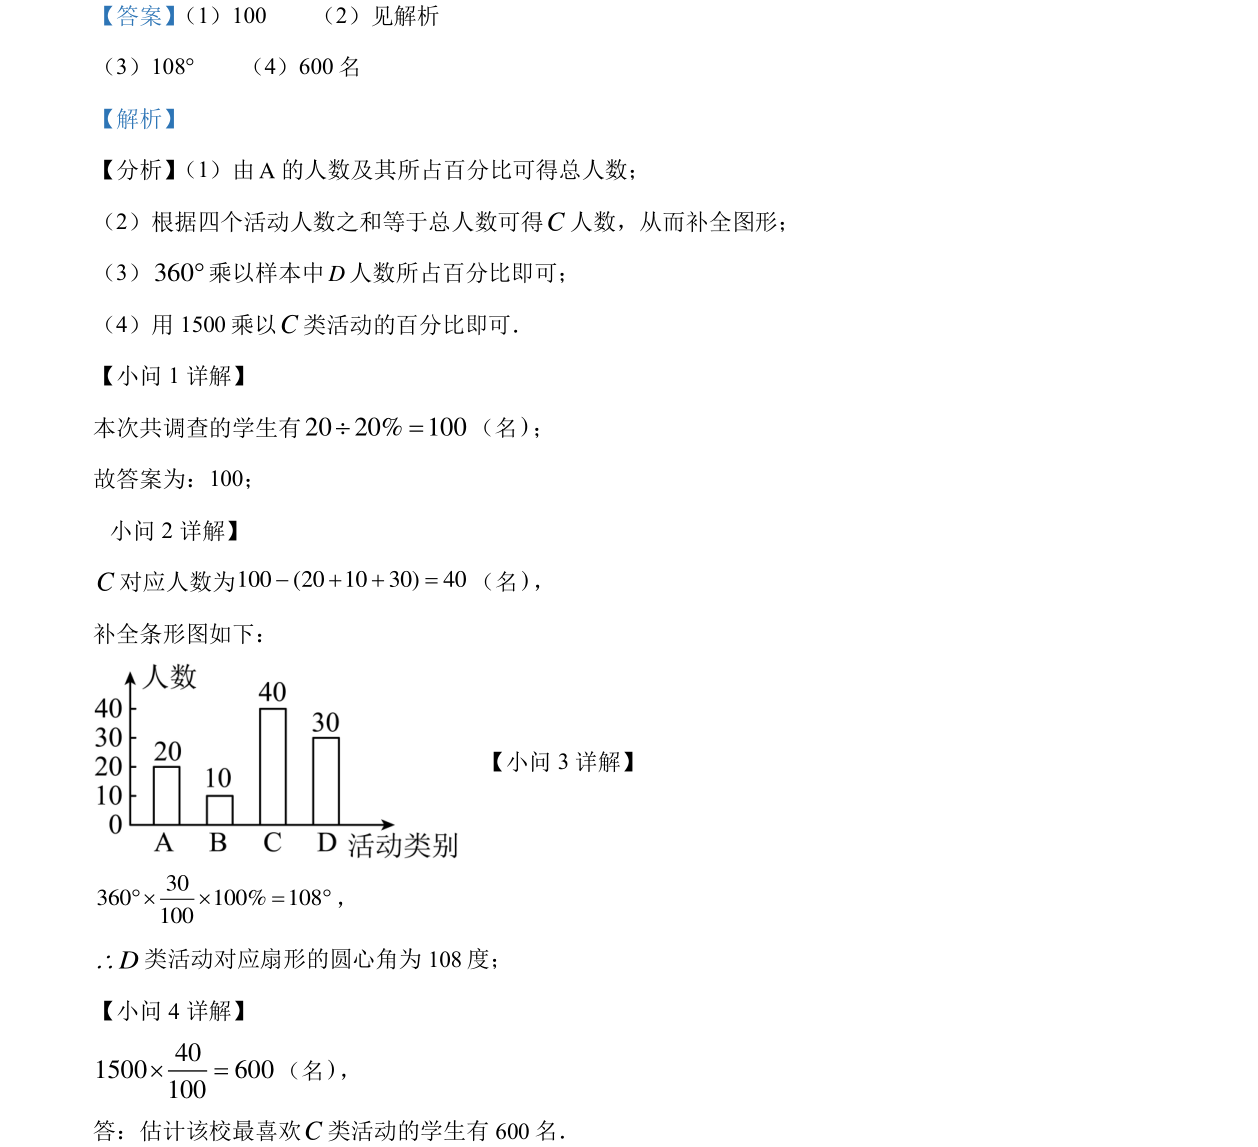 【答案】（1）100 （2）见解析
（3）108° （4）600 名
【解析】
【分析】（1）由 A 的人数及其所占百分比可得总人数；
（2）根据四个活动人数之和等于总人数可得 C 人数，从而补全图形；
（3）360° 乘以样本中 D 人数所占百分比即可；
（4）用 1500 乘以 C 类活动的百分比即可．
【小问 1 详解】
本次共调查的学生有 20÷20%=100（名）；
故答案为：100；
小问 2 详解】
C 对应人数为 100−(20+10+30)=40（名），
补全条形图如下：
人数
40
30
20
10
0
20
10
40
30
A B C D 活动类别
【小问 3 详解】
360°×30/100×100%=108°，
∴D 类活动对应扇形的圆心角为 108 度；
【小问 4 详解】
1500×40/100=600（名），
答：估计该校最喜欢 C 类活动的学生有 600 名．